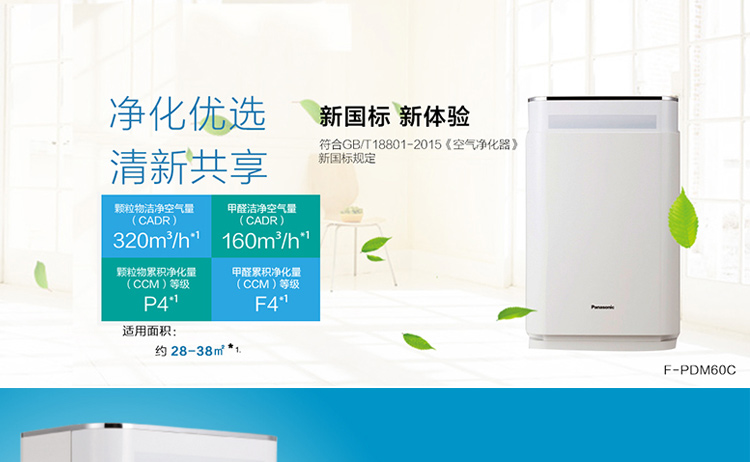 净化优选
清新共享
新国标 新体验
符合GB/T18801-2015《空气净化器》
新国标规定
颗粒物洁净空气量
（CADR）
320m³/h*1
甲醛洁净空气量
（CADR）
160m³/h*1
颗粒物累积净化量
（CCM）等级
P4*1
甲醛累积净化量
（CCM）等级
F4*1
适用面积：
约 28-38㎡*1.
Panasonic
F-PDM60C